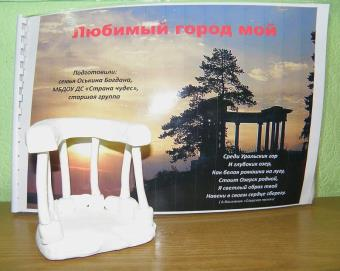 Любимый город мой
Подготовили:
семья Оськина Богдана,
МБДОУ ДС «Страна чудес»,
старшая группа
Среди Уральских гор
И глубоких озер,
Как белая ромашка на лугу,
Стоит Озерск родной,
Я светлый образ твой
Навеки в своем сердце сберегу.